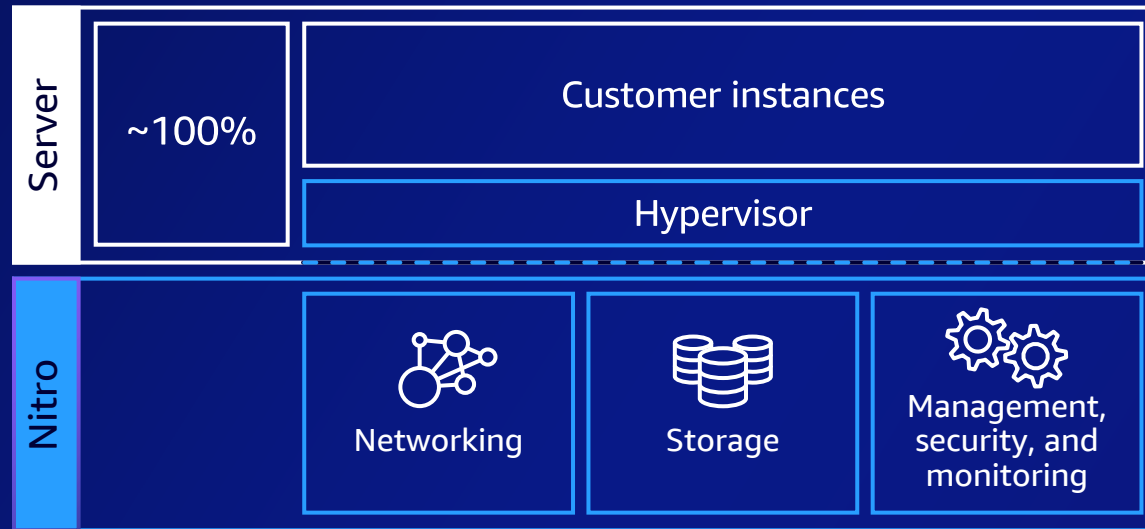 Server
~100%
Customer instances
Hypervisor
Nitro
Networking
Storage
Management,
security, and
monitoring